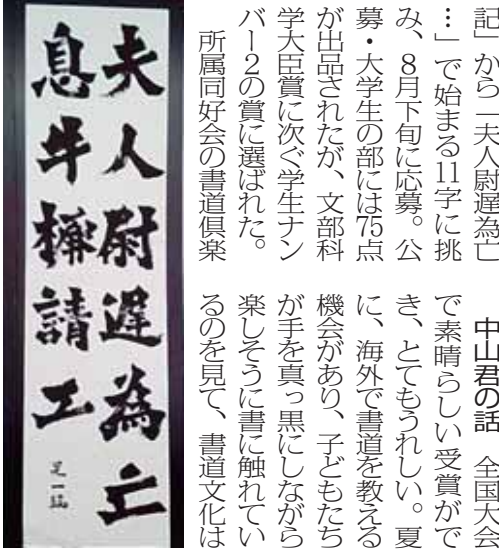 記」から「夫人尉遅為亡
…」で始まる11字に挑
み、8月下旬に応募。公
募・大学生の部には75点
が出品されたが、文部科
学大臣賞に次ぐ学生ナン
バー2の賞に選ばれた。
所属同好会の書道倶楽
中山君の話 全国大会
で素晴らしい受賞がで
き、とてもうれしい。夏
に、海外で書道を教える
機会があり、子どもたち
が手を真っ黒にしながら
楽しそうに書に触れてい
るのを見て、書道文化は
夫人尉遲為亡
息牛橛請工